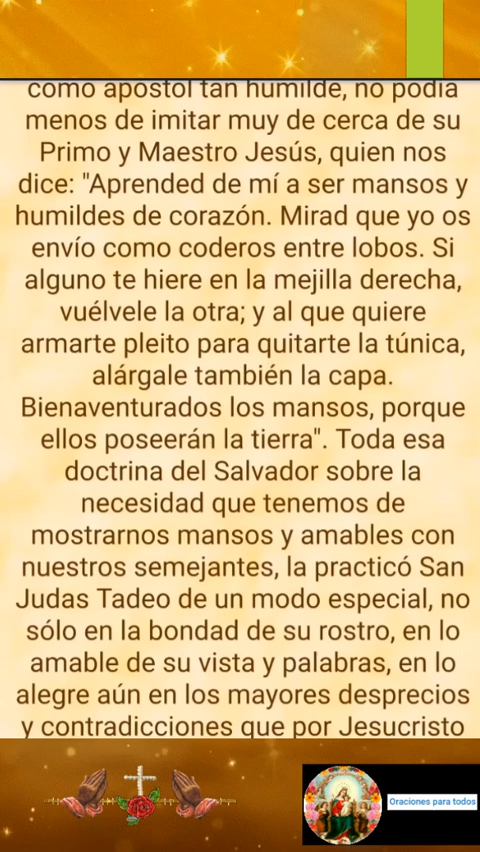 como apóstol tan humilde, no podía
menos de imitar muy de cerca de su
Primo y Maestro Jesús, quien nos
dice: "Aprended de mí a ser mansos y
humildes de corazón. Mirad que yo os
envío como coderos entre lobos. Si
alguno te hiere en la mejilla derecha,
vuélvele la otra; y al que quiere
armarte pleito para quitarte la túnica,
alárgale también la capa.
Bienaventurados los mansos, porque
ellos poseerán la tierra". Toda esa
doctrina del Salvador sobre la
necesidad que tenemos de
mostrarnos mansos y amables con
nuestros semejantes, la practicó San
Judas Tadeo de un modo especial, no
sólo en la bondad de su rostro, en lo
amable de su vista y palabras, en lo
alegre aún en los mayores desprecios
y contradicciones que por Jesucristo
Oraciones para todos